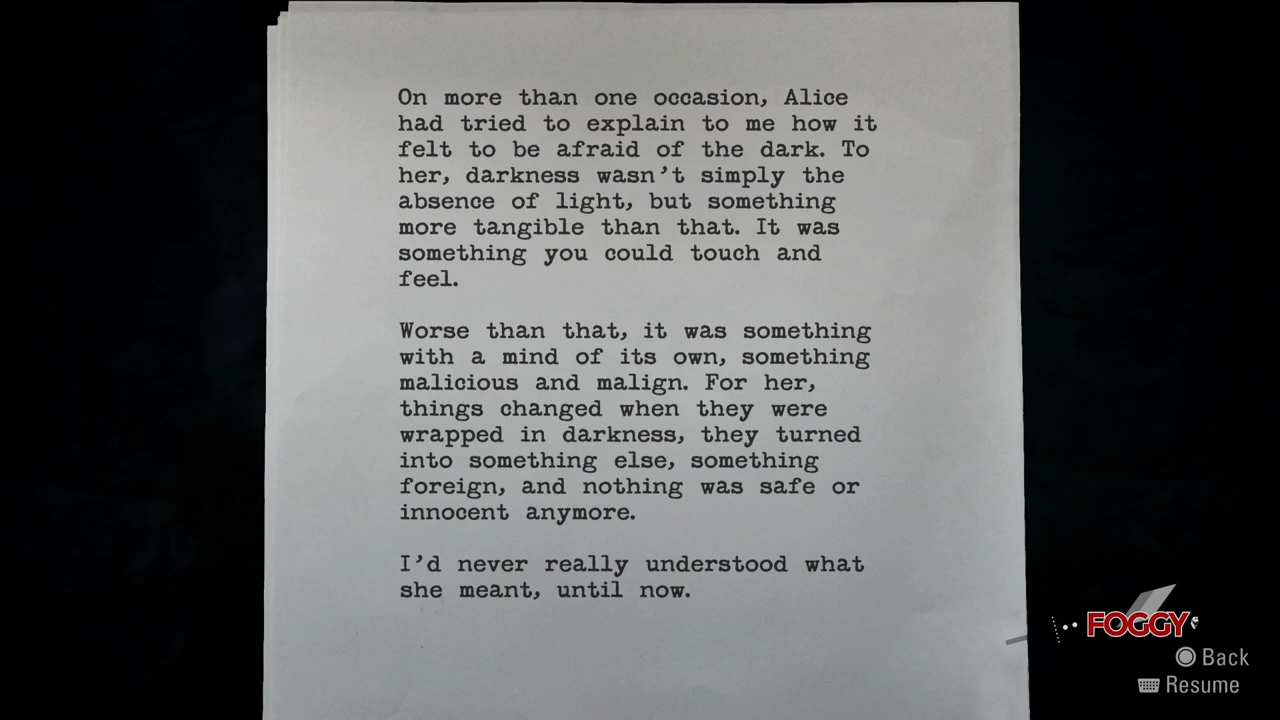 On more than one occasion, Alice
had tried to explain to me how it
felt to be afraid of the dark. To
her, darkness wasn't simply the
absence of light, but something
more tangible than that. It was
something you could touch and
feel.
Worse than that, it was something
with a mind of its own, something
malicious and malign. For her,
things changed when they were
wrapped in darkness, they turned
into something else, something
foreign, and nothing was safe or
innocent anymore.
I'd never really understood what
she meant, until now.
FOGGY
Back
Resume